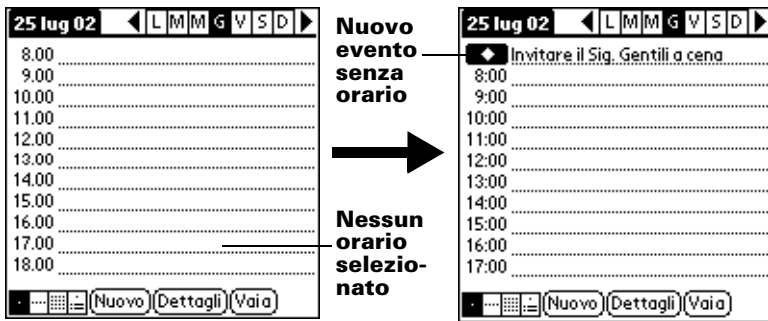 25 lug 02 L M M G V S D
8.00
9.00
10.00
11.00
12.00
13.00
14.00
15.00
16.00
17.00
18.00
Nuovo Dettagli Vai a
Nuovo
evento
senza
orario
Nessun
orario
selezio-
nato
25 lug 02 L M M G V S D
Invitare il Sig. Gentili a cena
8:00
9:00
10:00
11:00
12:00
13:00
14:00
15:00
16:00
17:00
Nuovo Dettagli Vai a